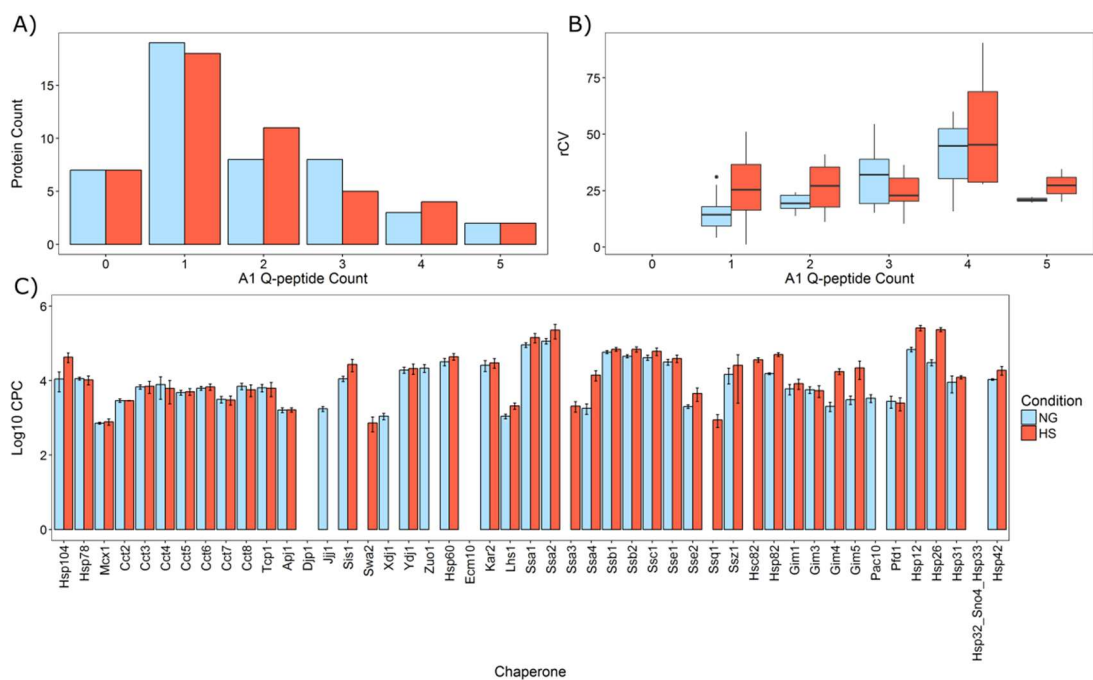 A)
B)
Protein Count
15
10
5
0
0 1 2 3 4 5
A1 Q-peptide Count
rCV
75
50
25
0
0 1 2 3 4 5
A1 Q-peptide Count
C)
Log10 CPC
6
4
2
0
Hsp104 Hsp78 Mcx1 Cct2 Cct3 Cct4 Cct5 Cct6 Cct7 Cct8 Tcp1 Apj1 Djp1 Jjj1 Sis1 Swa2 Xdj1 Ydj1 Zuo1 Hsp60 Ecm10 Kar2 Lhs1 Ssa1 Ssa2 Ssa3 Ssa4 Ssb1 Ssb2 Ssc1 Sse1 Sse2 Ssq1 Ssz1 Hsc82 Hsp82 Gim1 Gim3 Gim4 Gim5 Pac10 Pfd1 Hsp12 Hsp26 Hsp31 Hsp32_Sno4_Hsp33 Hsp42
Chaperone
Condition
NG
HS